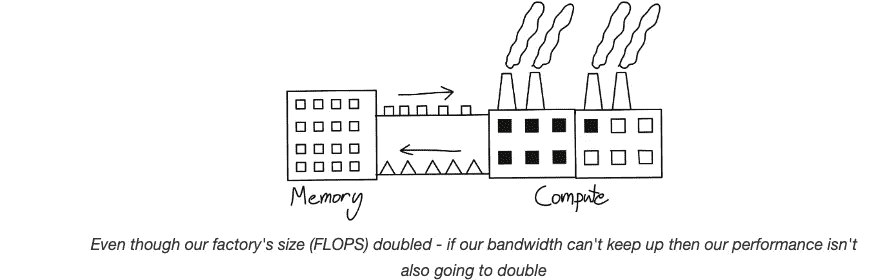 Memory
Compute
Even though our factory's size (FLOPS) doubled - if our bandwidth can't keep up then our performance isn't
also going to double